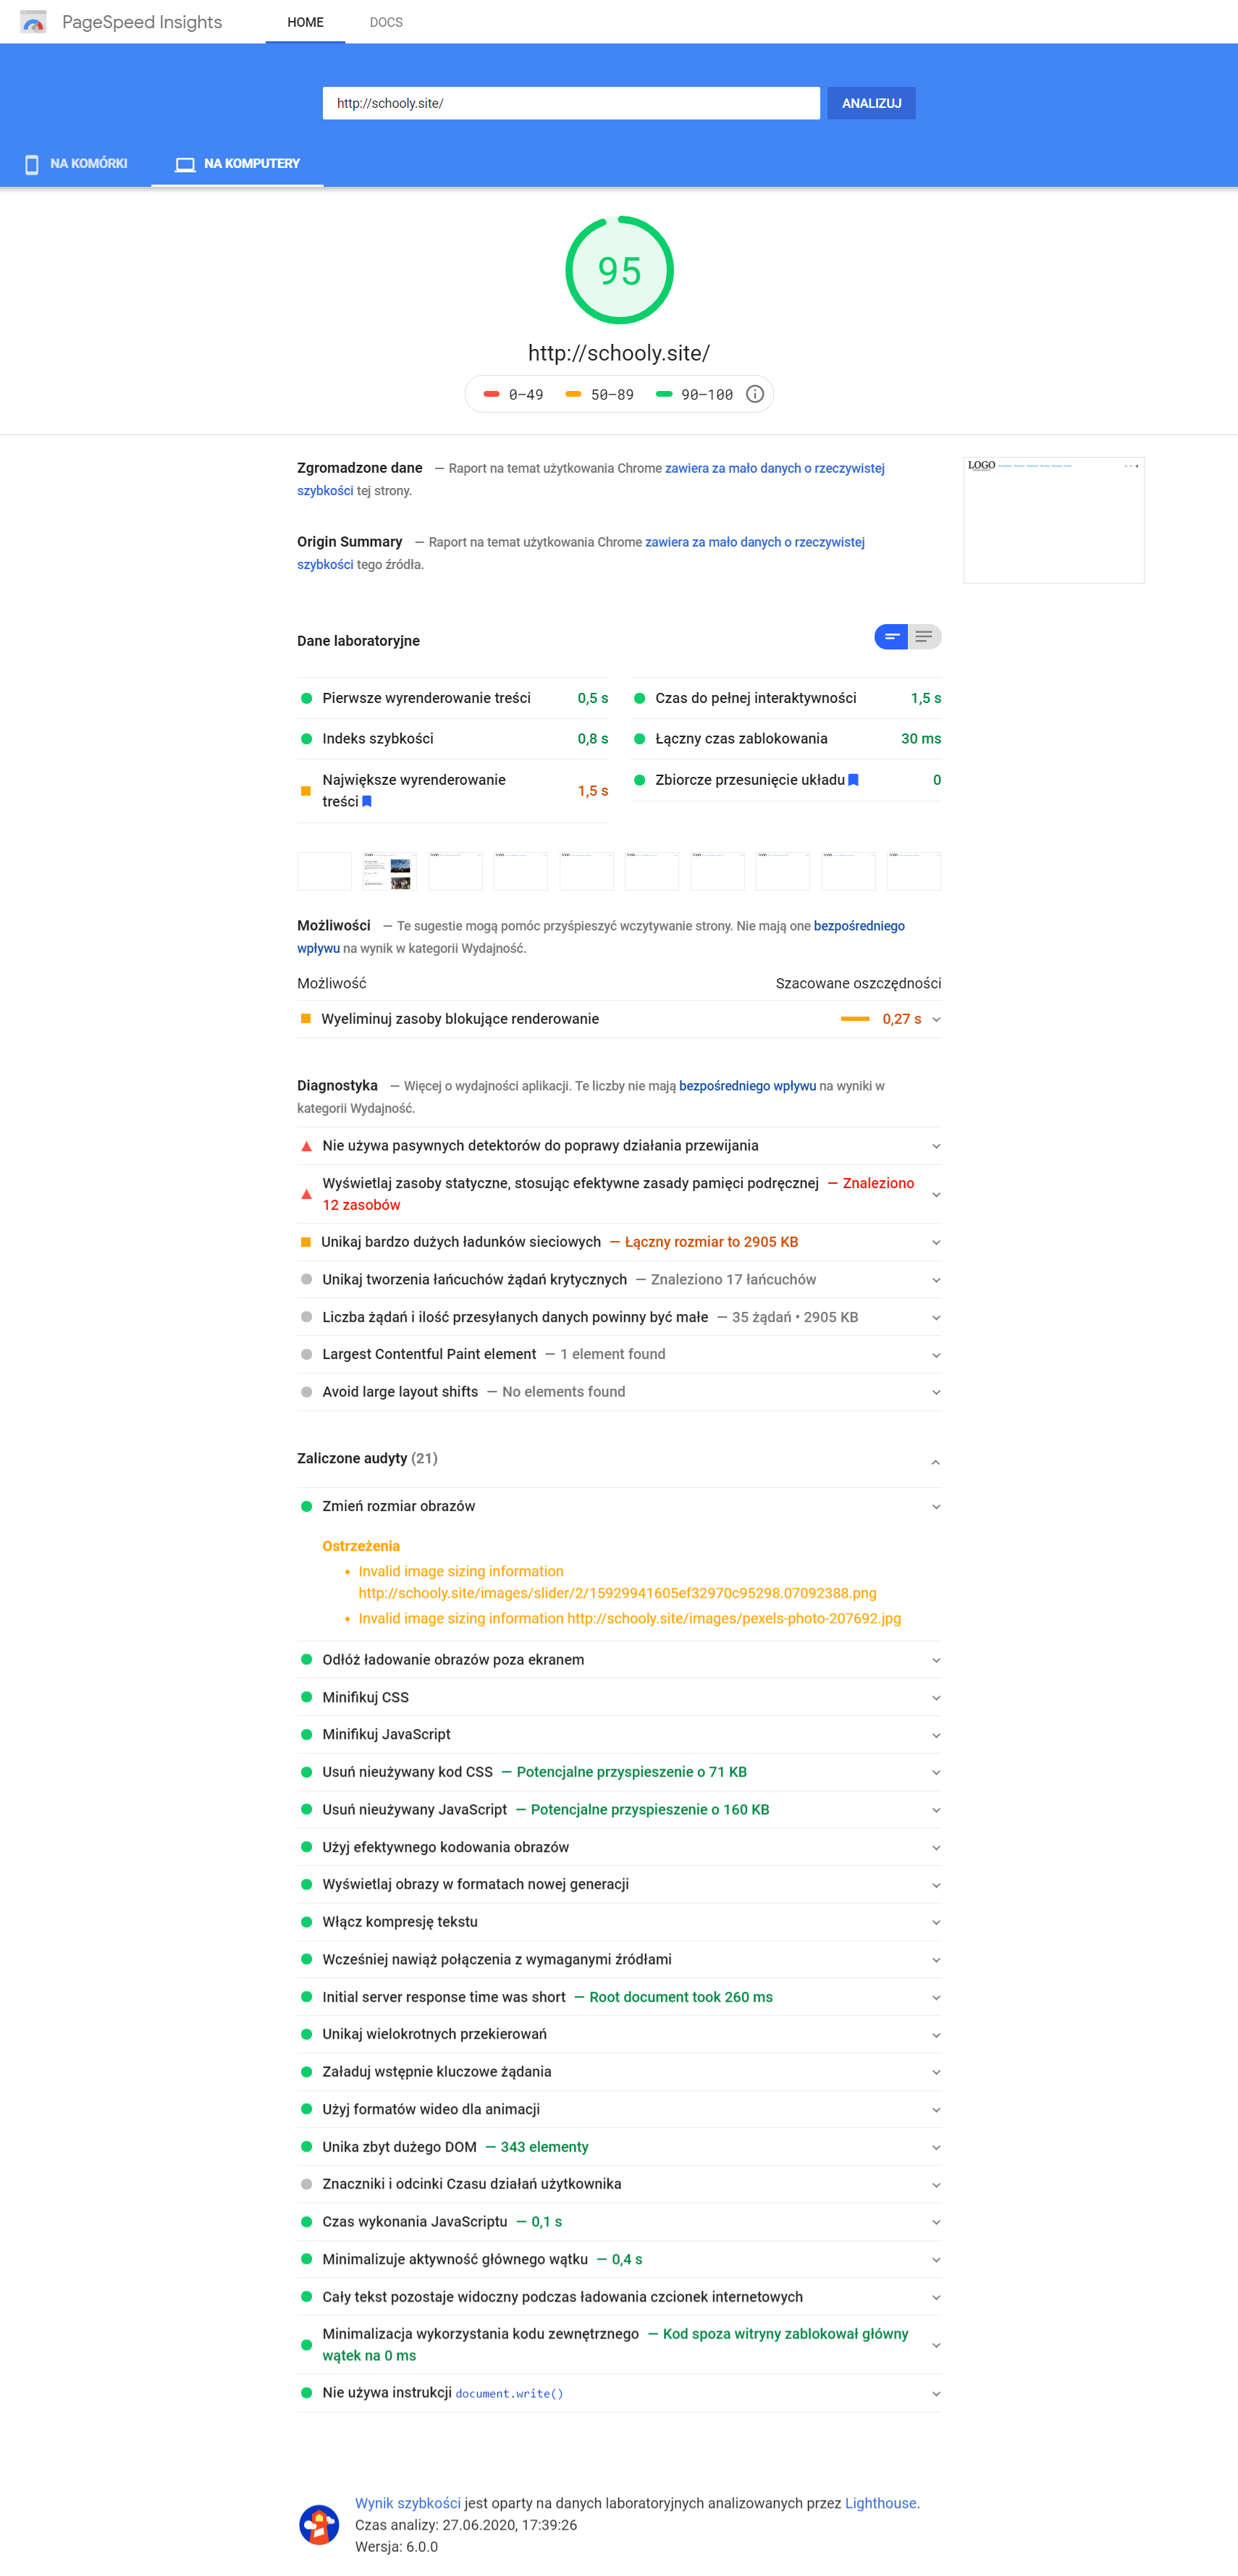 PageSpeed Insights
HOME
DOCS
http://schooly.site/
ANALIZUJ
NA KOMÓRKI
NA KOMPUTERY
95
http://schooly.site/
0–49
50–89
90–100
Zgromadzone dane — Raport na temat użytkowania Chrome zawiera za mało danych o rzeczywistej
szybkości tej strony.
LOGO
Origin Summary — Raport na temat użytkowania Chrome zawiera za mało danych o rzeczywistej
szybkości tego źródła.
Dane laboratoryjne
Pierwsze wyrenderowanie treści 0,5 s
Czas do pełnej interaktywności 1,5 s
Indeks szybkości 0,8 s
Łączny czas zablokowania 30 ms
Największe wyrenderowanie
treści 1,5 s
Zbiorcze przesunięcie układu 0
Możliwości — Te sugestie mogą pomóc przyśpieszyć wczytywanie strony. Nie mają one bezpośredniego
wpływu na wynik w kategorii Wydajność.
Możliwość Szacowane oszczędności
Wyeliminuj zasoby blokujące renderowanie 0,27 s
Diagnostyka — Więcej o wydajności aplikacji. Te liczby nie mają bezpośredniego wpływu na wyniki w
kategorii Wydajność.
Nie używa pasywnych detektorów do poprawy działania przewijania
Wyświetlaj zasoby statyczne, stosując efektywne zasady pamięci podręcznej — Znaleziono
12 zasobów
Unikaj bardzo dużych ładunków sieciowych — Łączny rozmiar to 2905 KB
Unikaj tworzenia łańcuchów żądań krytycznych — Znaleziono 17 łańcuchów
Liczba żądań i ilość przesyłanych danych powinny być małe — 35 żądań • 2905 KB
Largest Contentful Paint element — 1 element found
Avoid large layout shifts — No elements found
Zaliczone audyty (21)
Zmień rozmiar obrazów
Ostrzeżenia
• Invalid image sizing information
http://schooly.site/images/slider/2/15929941605ef32970c95298.07092388.png
• Invalid image sizing information http://schooly.site/images/pexels-photo-207692.jpg
Odłóż ładowanie obrazów poza ekranem
Minifikuj CSS
Minifikuj JavaScript
Usuń nieużywany kod CSS — Potencjalne przyspieszenie o 71 KB
Usuń nieużywany JavaScript — Potencjalne przyspieszenie o 160 KB
Użyj efektywnego kodowania obrazów
Wyświetlaj obrazy w formatach nowej generacji
Włącz kompresję tekstu
Wcześniej nawiąż połączenia z wymaganymi źródłami
Initial server response time was short — Root document took 260 ms
Unikaj wielokrotnych przekierowań
Załaduj wstępnie kluczowe żądania
Użyj formatów wideo dla animacji
Unika zbyt dużego DOM — 343 elementy
Znaczniki i odcinki Czasu działań użytkownika
Czas wykonania JavaScriptu — 0,1 s
Minimalizuje aktywność głównego wątku — 0,4 s
Cały tekst pozostaje widoczny podczas ładowania czcionek internetowych
Minimalizacja wykorzystania kodu zewnętrznego — Kod spoza witryny zablokował główny
wątek na 0 ms
Nie używa instrukcji document.write()
Wynik szybkości jest oparty na danych laboratoryjnych analizowanych przez Lighthouse.
Czas analizy: 27.06.2020, 17:39:26
Wersja: 6.0.0